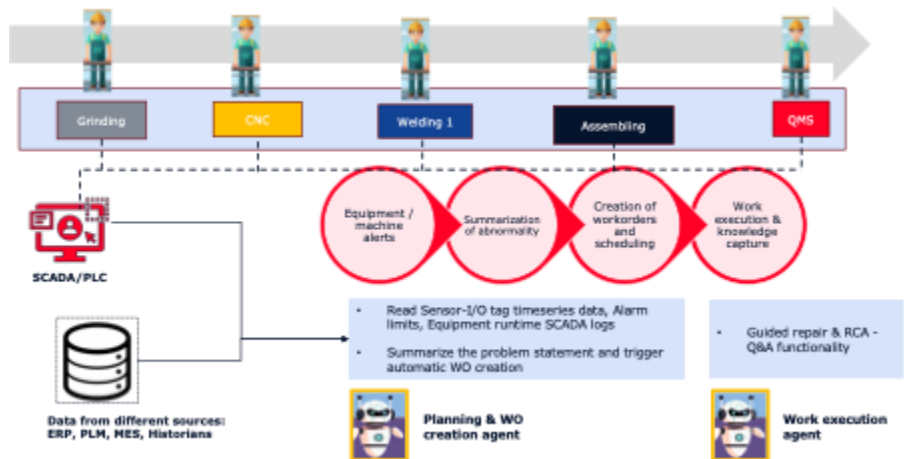 Grinding
CNC
Welding 1
Assembling
QMS
Equipment /
machine
alerts
Summarization
of abnormality
Creation of
workorders
and
scheduling
Work
execution &
knowledge
capture
SCADA/PLC
• Read Sensor-I/O tag timeseries data, Alarm
limits, Equipment runtime SCADA logs
• Summarize the problem statement and trigger
automatic WO creation
• Guided repair & RCA -
Q&A functionality
Data from different sources:
ERP, PLM, MES, Historians
Planning & WO
creation agent
Work execution
agent